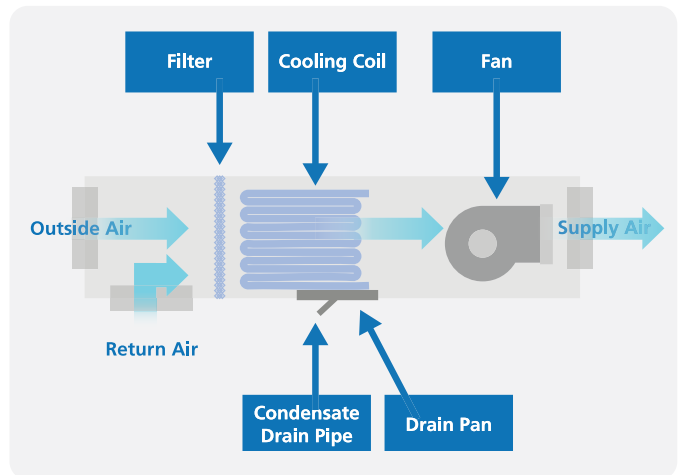 Filter
Cooling Coil
Fan
Outside Air
Supply Air
Return Air
Condensate
Drain Pipe
Drain Pan